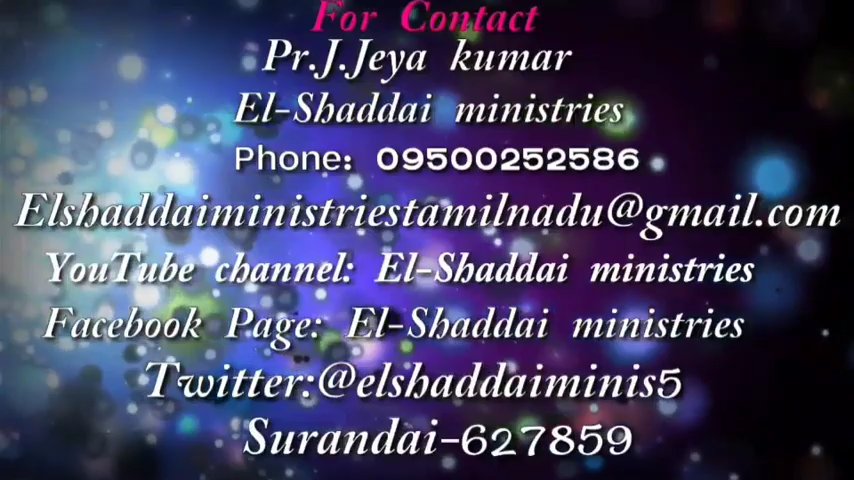 For Contact
Pr.J.Jeya kumar
El-Shaddai ministries
Phone: 09500252586
Elshaddaiministriestamilnadu@gmail.com
YouTube channel: El-Shaddai ministries
Facebook Page: El-Shaddai ministries
Twitter:@elshaddaiminis5
Surandai-627859